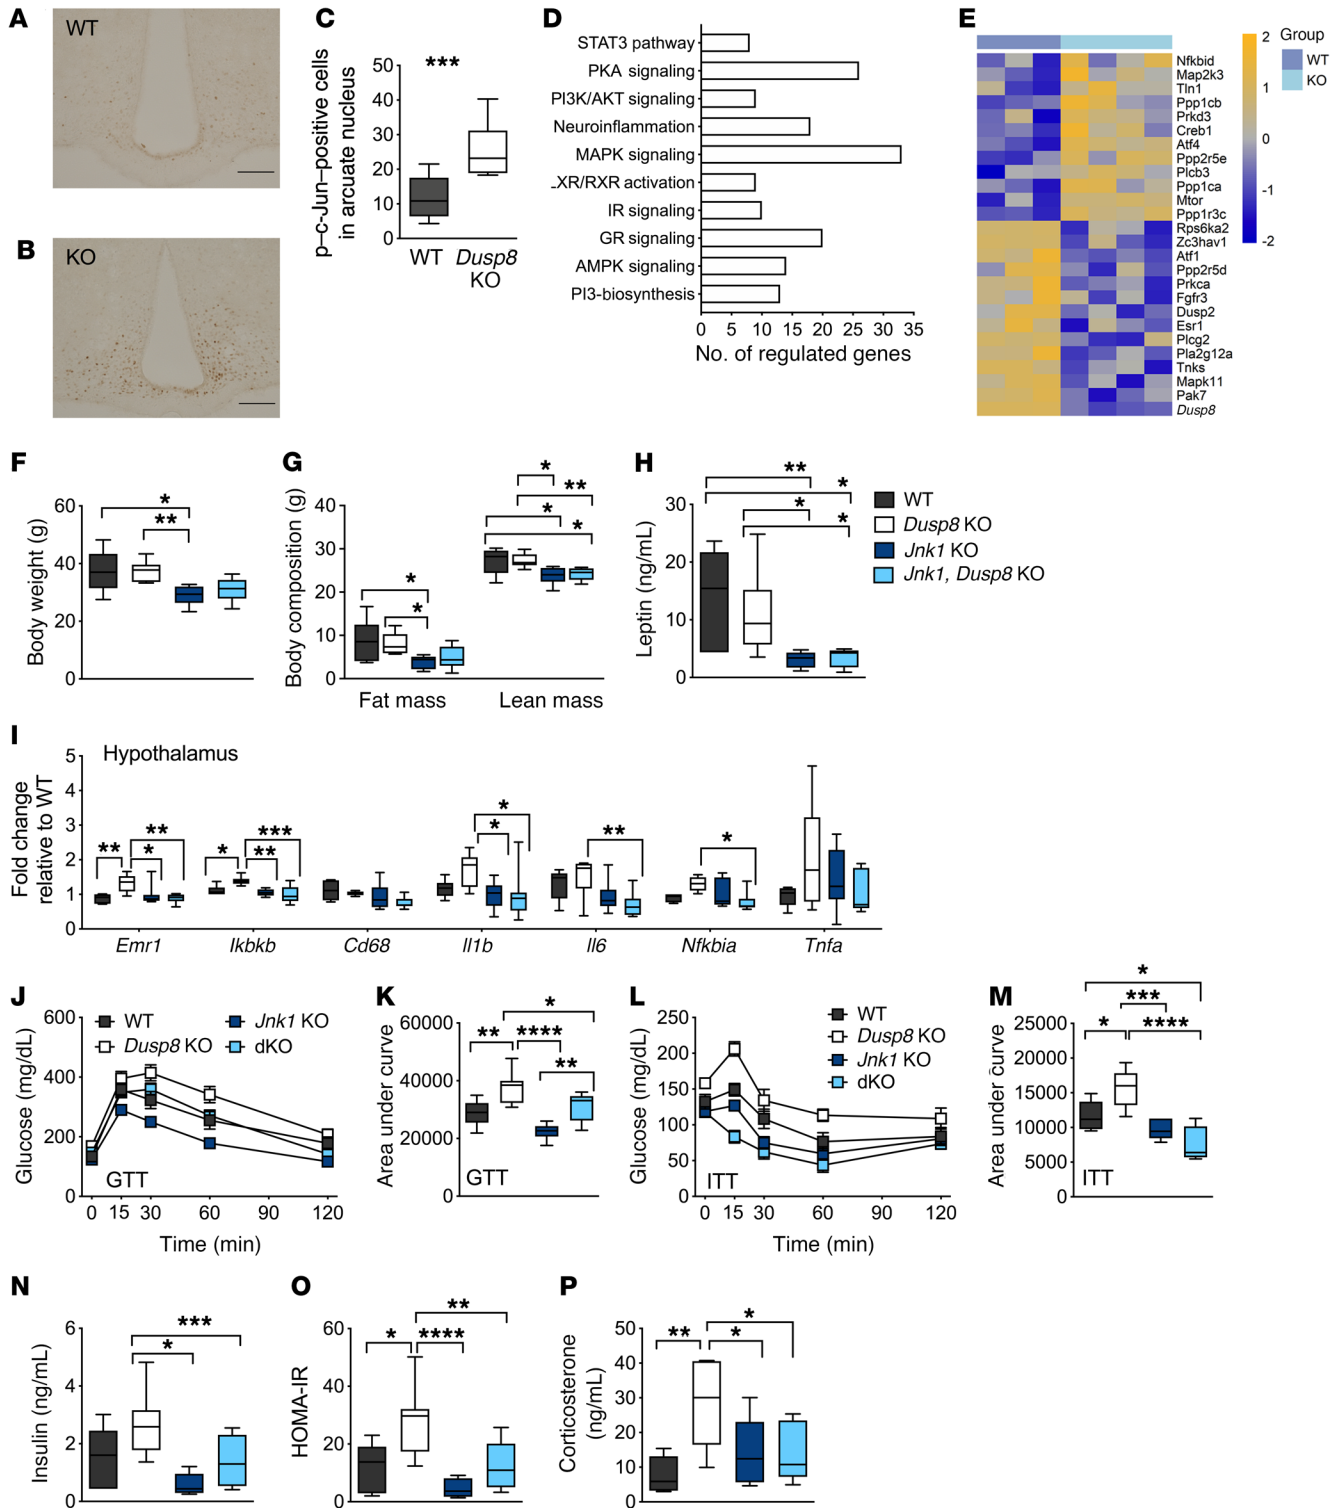 A
WT
B
KO
C
***
p–c-Jun–positive cells
in arcuate nucleus
50
40
30
20
10
0
WT
Dusp8
KO
D
STAT3 pathway
PKA signaling
PI3K/AKT signaling
Neuroinflammation
MAPK signaling
LXR/RXR activation
IR signaling
GR signaling
AMPK signaling
PI3-biosynthesis
0 5 10 15 20 25 30 35
No. of regulated genes
E
Nfkbid
Map2k3
Tln1
Ppp1cb
Prkd3
Creb1
Atf4
Ppp2r5e
Plcb3
Ppp1ca
Mtor
Ppp1r3c
Rps6ka2
Zc3hav1
Atf1
Ppp2r5d
Prkca
Fgfr3
Dusp2
Esr1
Plcg2
Pla2g12a
Tnks
Mapk11
Pak7
Dusp8
2
1
0
-1
-2
Group
WT
KO
F
Body weight (g)
60
40
20
0
*
**
G
Body composition (g)
40
30
20
10
0
*
*
*
**
*
*
Fat mass
Lean mass
H
Leptin (ng/mL)
30
20
10
0
**
*
*
*
WT
Dusp8 KO
Jnk1 KO
Jnk1, Dusp8 KO
I
Hypothalamus
Fold change
relative to WT
5
4
3
2
1
0
** * **
* ** ***
* *
**
*
Emr1 Ikbkb Cd68 Il1b Il6 Nfkbia Tnfa
J
Glucose (mg/dL)
600
400
200
0
WT
Dusp8 KO
Jnk1 KO
dKO
GTT
0 15 30 60 90 120
Time (min)
K
Area under curve
60000
40000
20000
0
*
** ****
**
GTT
L
Glucose (mg/dL)
250
200
150
100
50
0
WT
Dusp8 KO
Jnk1 KO
dKO
ITT
0 15 30 60 90 120
Time (min)
M
Area under curve
25000
20000
15000
10000
5000
0
*
***
* ****
ITT
N
Insulin (ng/mL)
6
4
2
0
***
*
O
HOMA-IR
60
40
20
0
**
* ****
P
Corticosterone
(ng/mL)
50
40
30
20
10
0
*
** *